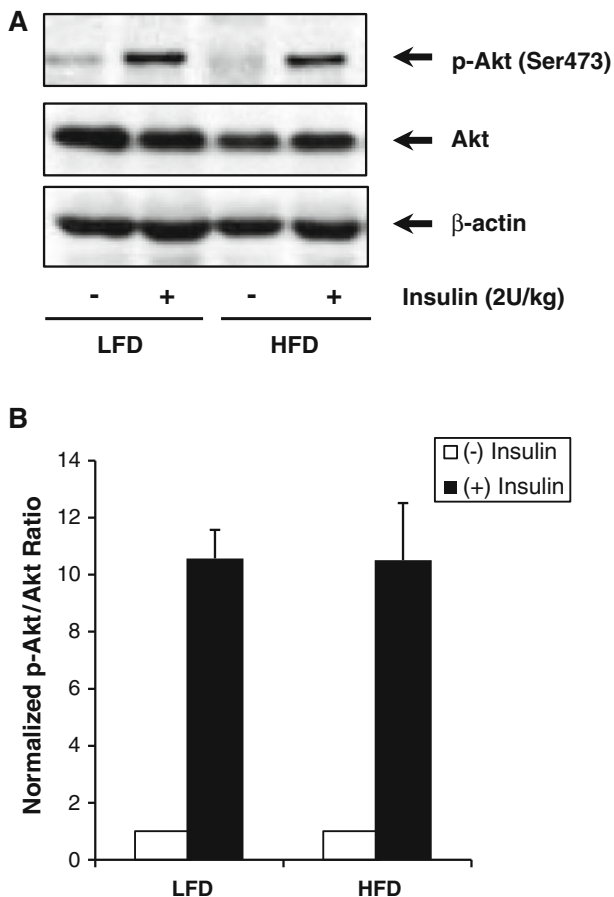 A
p-Akt (Ser473)
Akt
β-actin
- + - + Insulin (2U/kg)
LFD HFD
B
(-) Insulin
(+) Insulin
Normalized p-Akt/Akt Ratio
14
12
10
8
6
4
2
0
LFD HFD